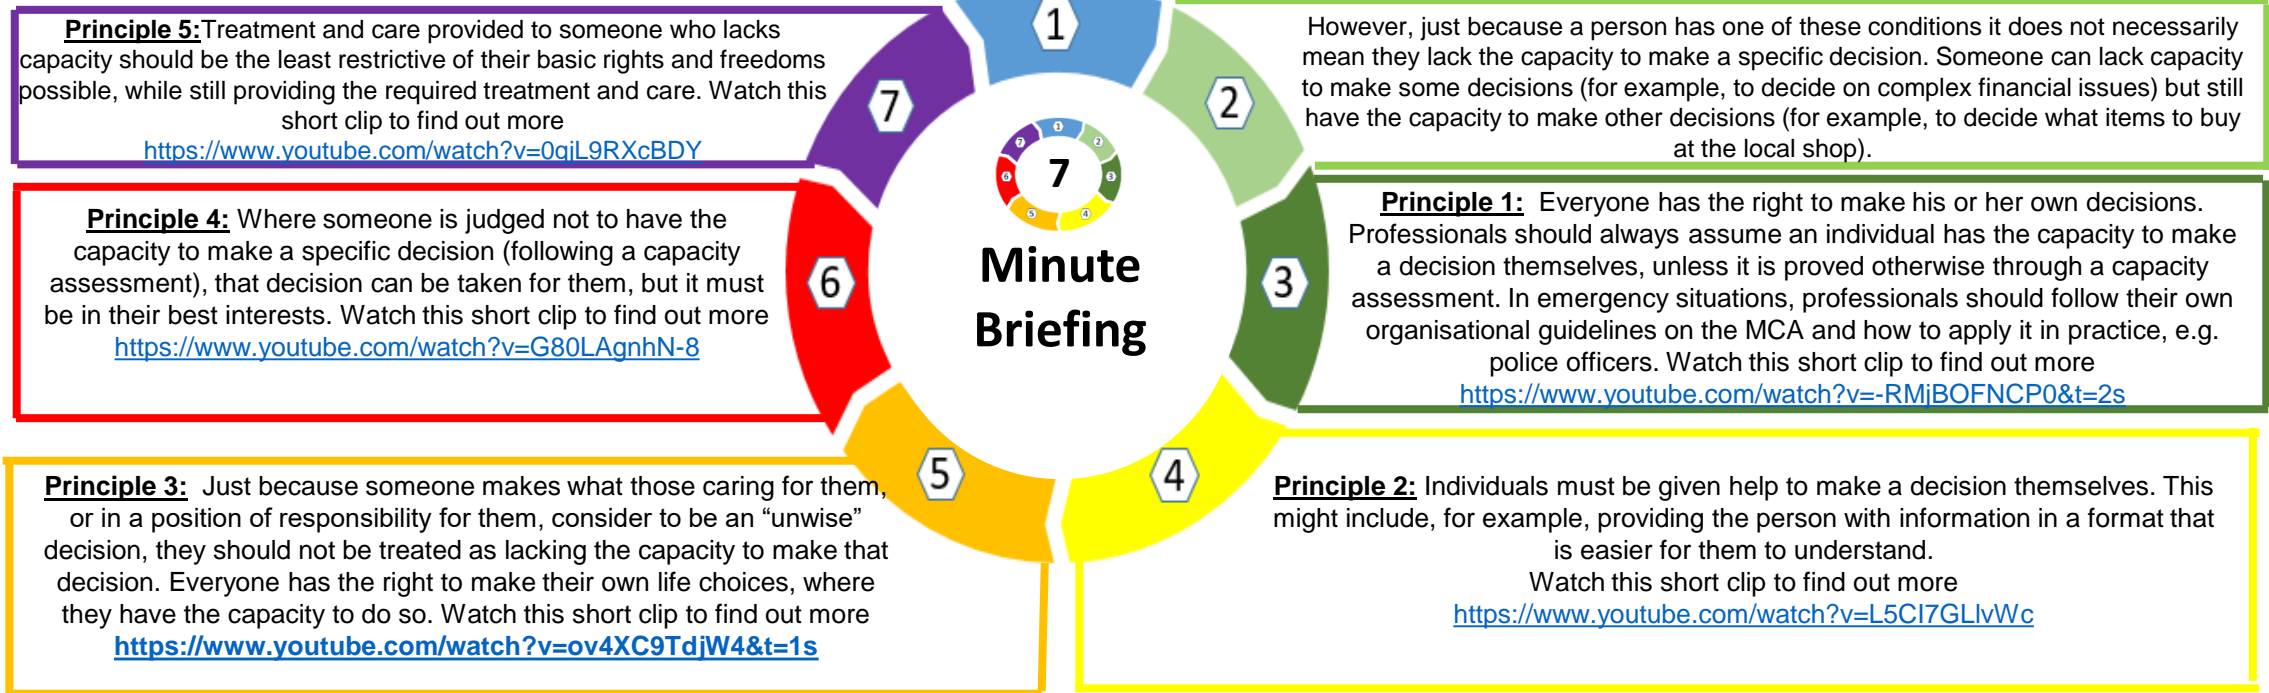 1
However, just because a person has one of these conditions it does not necessarily
mean they lack the capacity to make a specific decision. Someone can lack capacity
to make some decisions (for example, to decide on complex financial issues) but still
have the capacity to make other decisions (for example, to decide what items to buy
at the local shop).
2
Principle 1: Everyone has the right to make his or her own decisions.
Professionals should always assume an individual has the capacity to make
a decision themselves, unless it is proved otherwise through a capacity
assessment. In emergency situations, professionals should follow their own
organisational guidelines on the MCA and how to apply it in practice, e.g.
police officers. Watch this short clip to find out more
https://www.youtube.com/watch?v=-RMjBOFNCP0&t=2s
3
Principle 2: Individuals must be given help to make a decision themselves. This
might include, for example, providing the person with information in a format that
is easier for them to understand.
Watch this short clip to find out more
https://www.youtube.com/watch?v=L5CI7GLlvWc
4
Principle 3: Just because someone makes what those caring for them,
or in a position of responsibility for them, consider to be an “unwise”
decision, they should not be treated as lacking the capacity to make that
decision. Everyone has the right to make their own life choices, where
they have the capacity to do so. Watch this short clip to find out more
https://www.youtube.com/watch?v=ov4XC9TdjW4&t=1s
5
Principle 4: Where someone is judged not to have the
capacity to make a specific decision (following a capacity
assessment), that decision can be taken for them, but it must
be in their best interests. Watch this short clip to find out more
https://www.youtube.com/watch?v=G80LAgnhN-8
6
Principle 5:Treatment and care provided to someone who lacks
capacity should be the least restrictive of their basic rights and freedoms
possible, while still providing the required treatment and care. Watch this
short clip to find out more
https://www.youtube.com/watch?v=0qjL9RXcBDY
7
1
2
3
4
5
6
7
7
Minute
Briefing